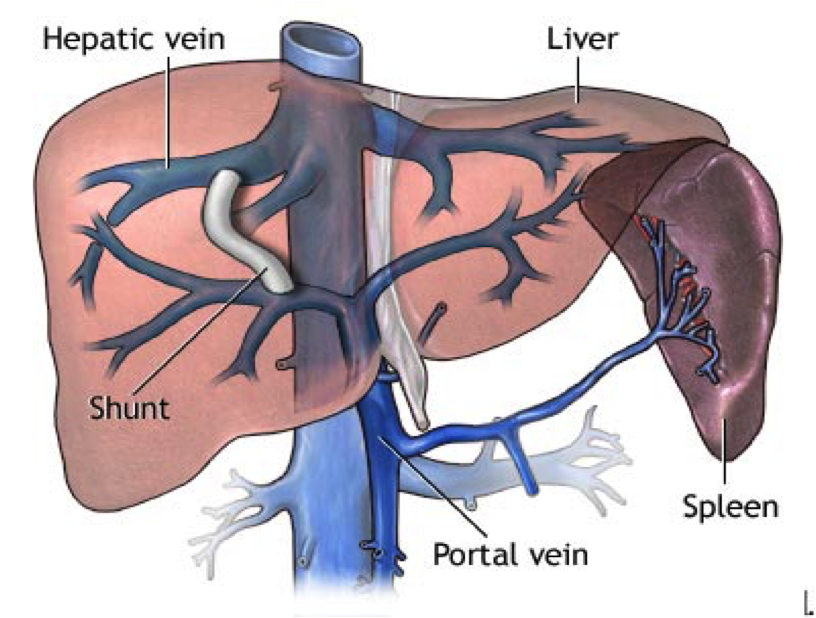 Hepatic vein
Liver
Shunt
Spleen
Portal vein